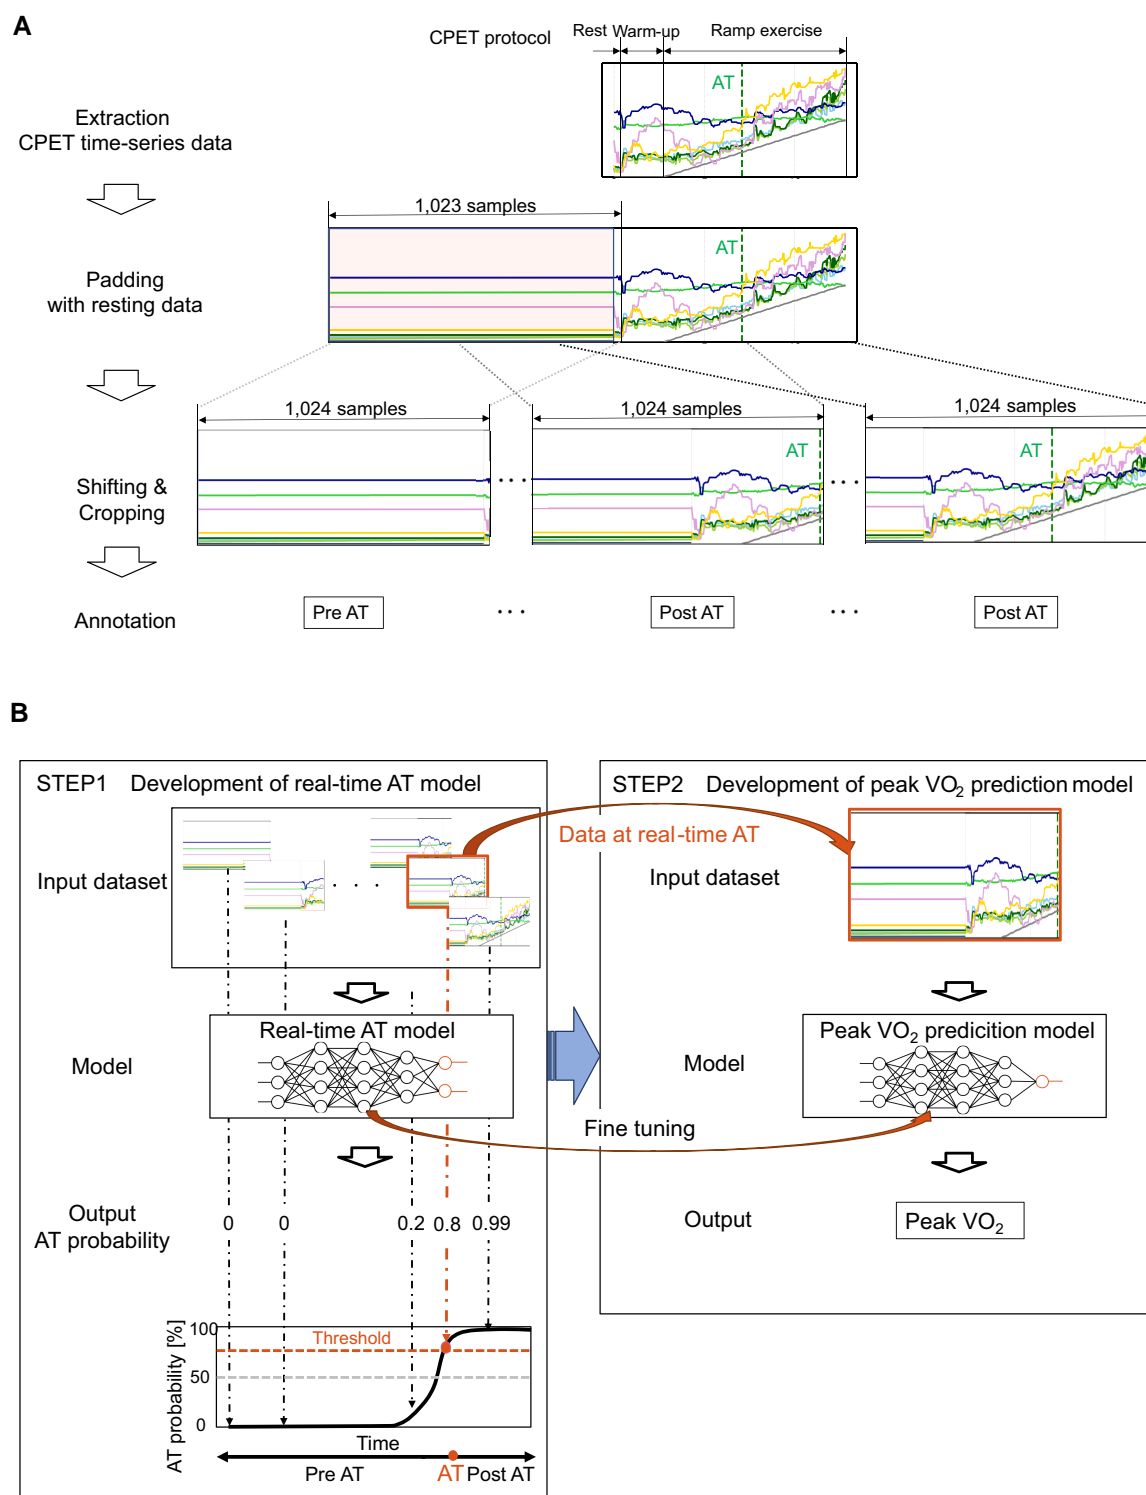 A
CPET protocol
Rest Warm-up Ramp exercise
AT
Extraction
CPET time-series data
1,023 samples
AT
Padding
with resting data
1,024 samples
1,024 samples
1,024 samples
AT
AT
Shifting &
Cropping
...
...
Annotation
Pre AT
...
Post AT
...
Post AT
B
STEP1 Development of real-time AT model
STEP2 Development of peak VO2 prediction model
Data at real-time AT
Input dataset
. . .
Input dataset
Real-time AT model
Model
Peak VO2 predicition model
Model
Fine tuning
Output
AT probability
0
0
0.2
0.8
0.99
Output
Peak VO2
AT probability [%]
100
50
0
Threshold
Time
Pre AT
AT
Post AT